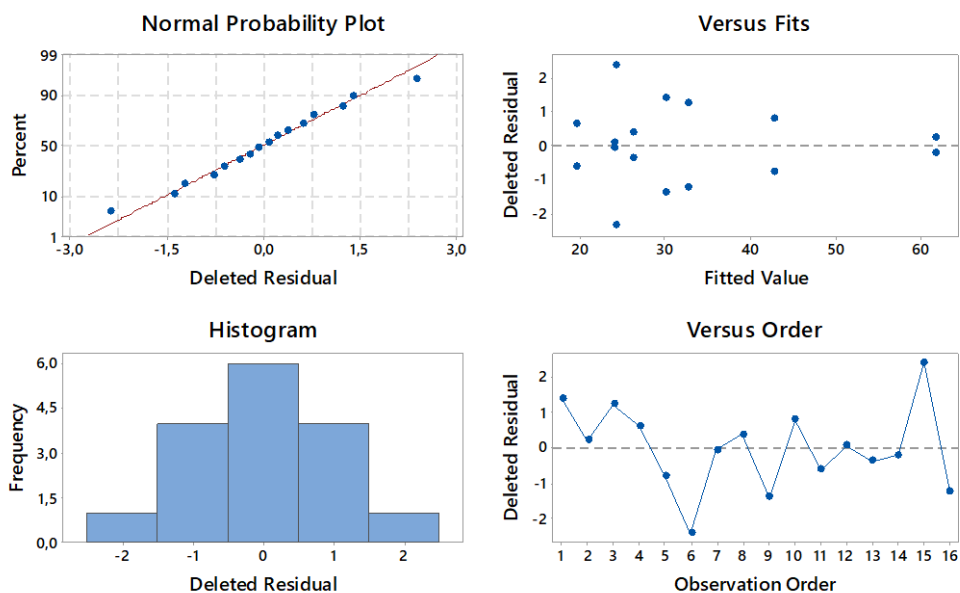 Normal Probability Plot
Percent
99
90
50
10
1
-3,0 -1,5 0,0 1,5 3,0
Deleted Residual
Versus Fits
Deleted Residual
2
1
0
-1
-2
20 30 40 50 60
Fitted Value
Histogram
Frequency
6,0
4,5
3,0
1,5
0,0
-2 -1 0 1 2
Deleted Residual
Versus Order
Deleted Residual
2
1
0
-1
-2
1 2 3 4 5 6 7 8 9 10 11 12 13 14 15 16
Observation Order